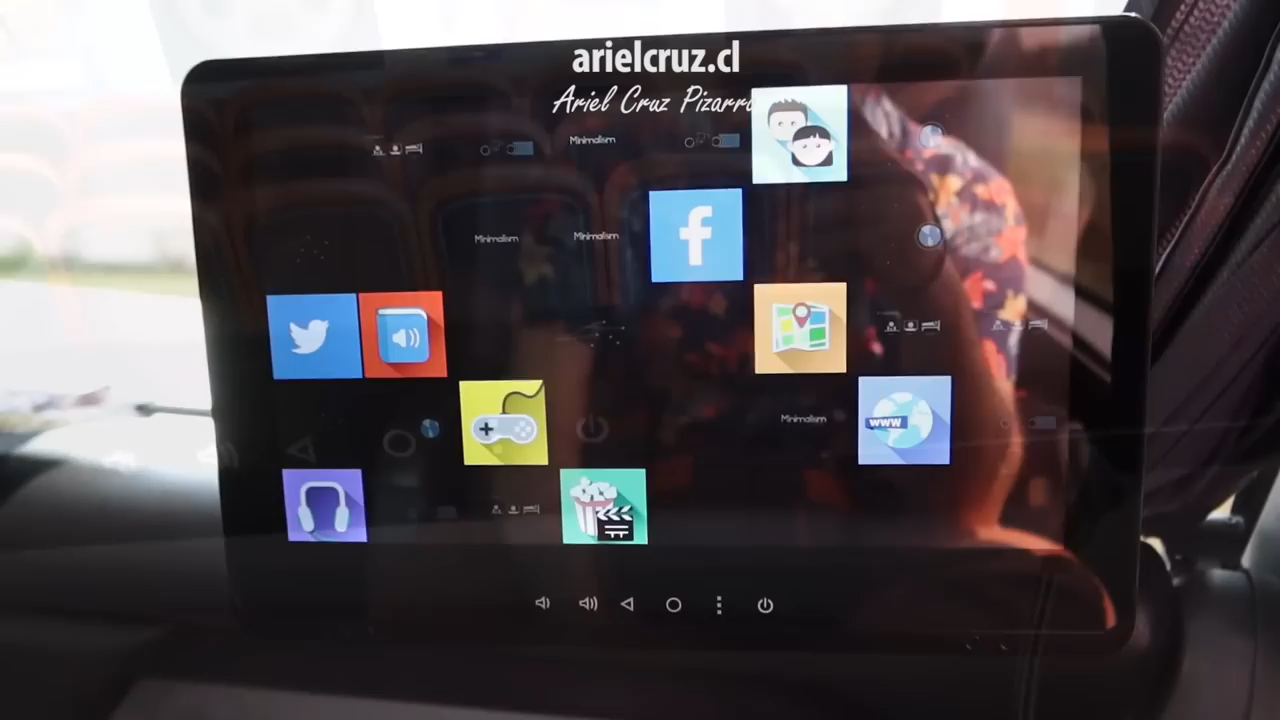 arielcruz.cl
Ariel Cruz Pizarro
Minimalism
Minimalism
Minimalism
f
Minimalism
www